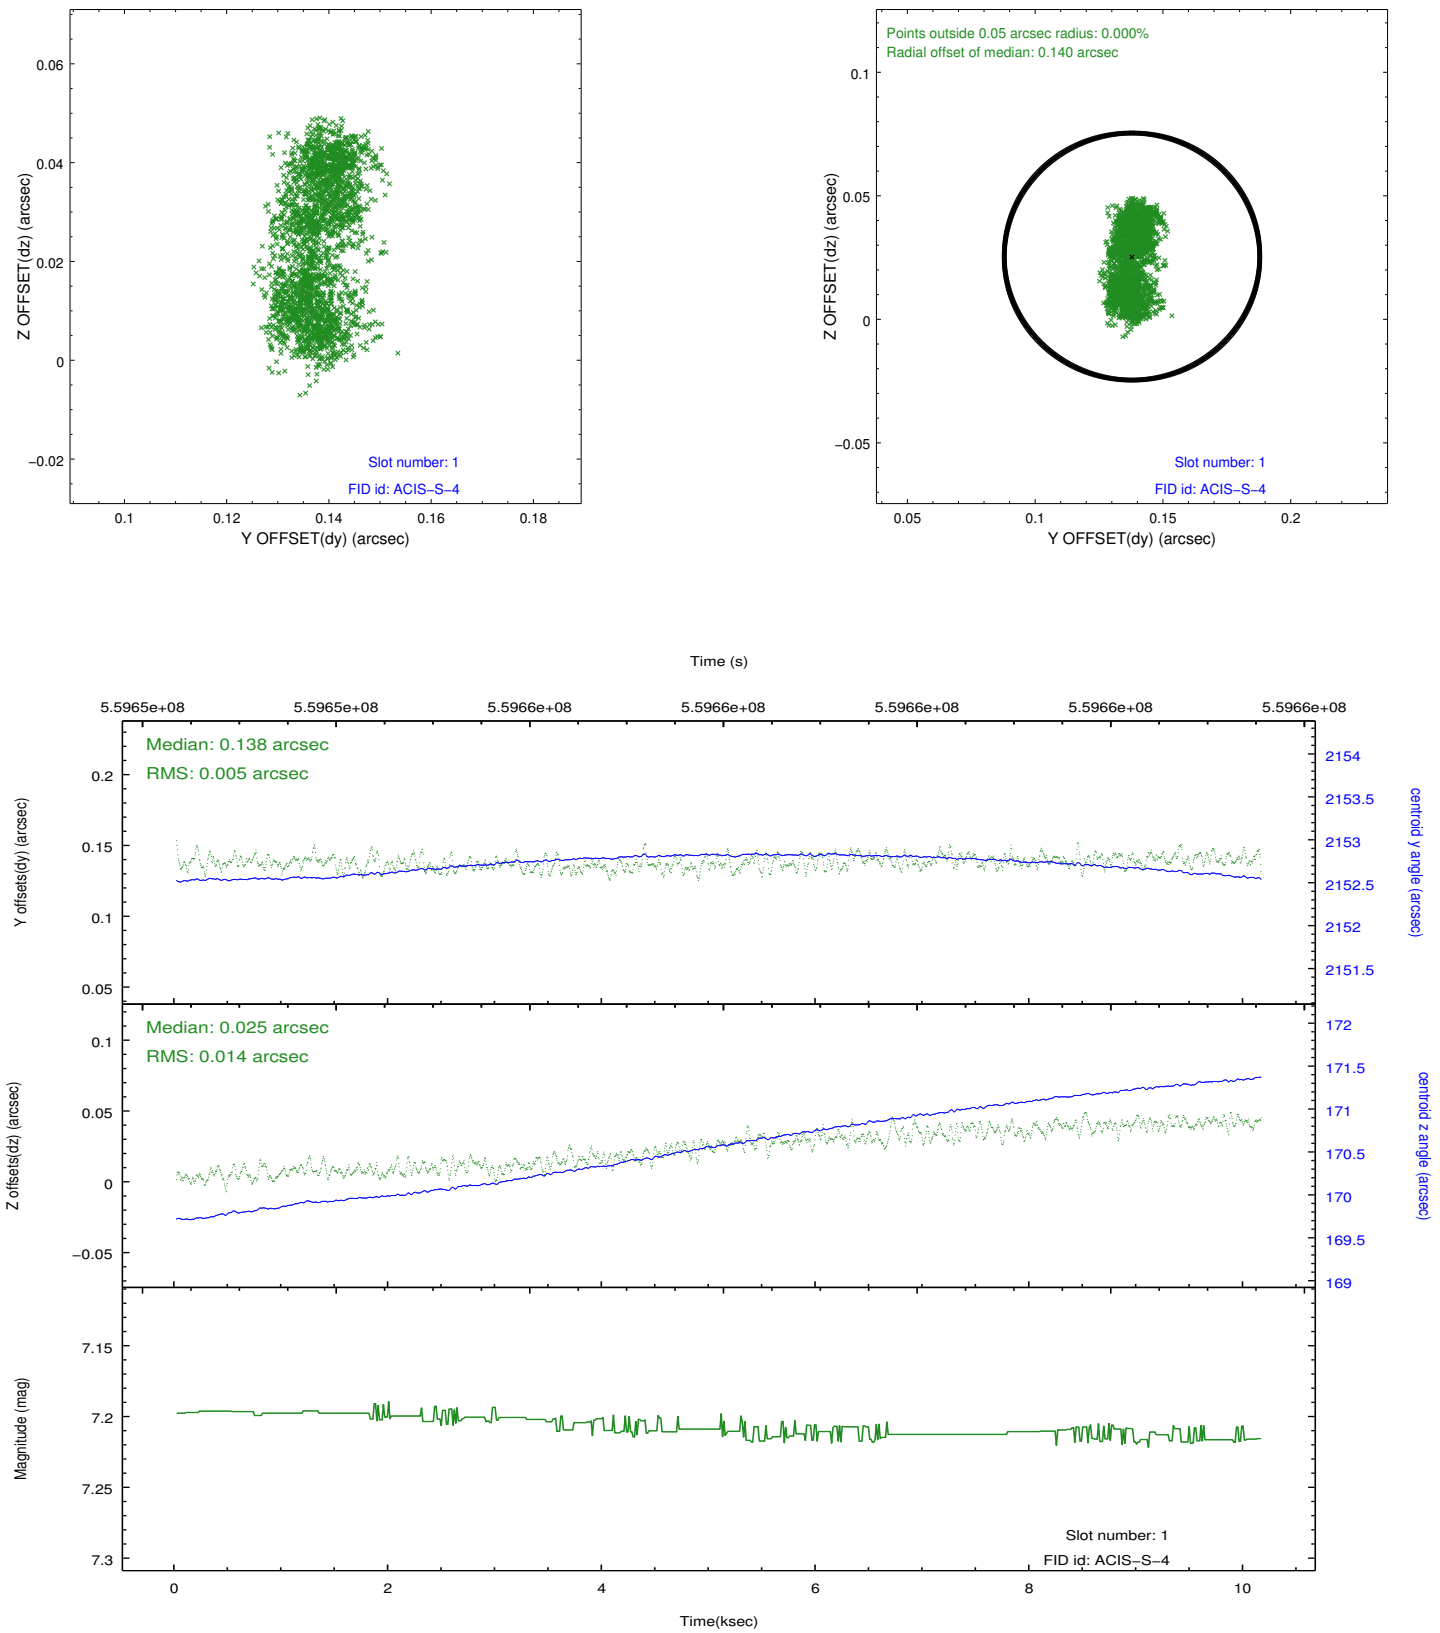 0.06
0.04
0.02
0
−0.02
Z OFFSET(dz) (arcsec)
Slot number: 1
FID id: ACIS−S−4
0.1
0.12
0.14
0.16
0.18
Y OFFSET(dy) (arcsec)
Points outside 0.05 arcsec radius: 0.000%
Radial offset of median: 0.140 arcsec
0.1
0.05
0
−0.05
Z OFFSET(dz) (arcsec)
Slot number: 1
FID id: ACIS−S−4
0.05
0.1
0.15
0.2
Y OFFSET(dy) (arcsec)
Time (s)
5.5965e+08
5.5965e+08
5.5966e+08
5.5966e+08
5.5966e+08
5.5966e+08
5.5966e+08
Median: 0.138 arcsec
RMS: 0.005 arcsec
0.2
0.15
0.1
0.05
Y offsets(dy) (arcsec)
2154
2153.5
2153
2152.5
2152
2151.5
centroid y angle (arcsec)
Median: 0.025 arcsec
RMS: 0.014 arcsec
0.1
0.05
0
−0.05
Z offsets(dz) (arcsec)
172
171.5
171
170.5
170
169.5
169
centroid z angle (arcsec)
7.15
7.2
7.25
7.3
Magnitude (mag)
Slot number: 1
FID id: ACIS−S−4
0
2
4
6
8
10
Time(ksec)